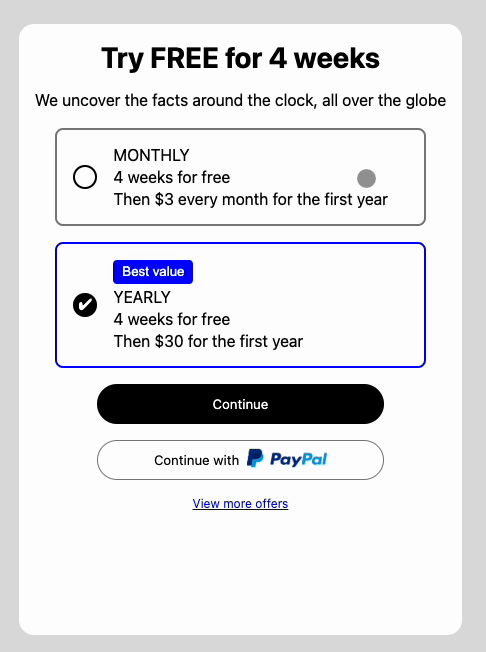 Try FREE for 4 weeks
We uncover the facts around the clock, all over the globe
MONTHLY
4 weeks for free
Then $3 every month for the first year
Best value
YEARLY
4 weeks for free
Then $30 for the first year
Continue
Continue with PayPal
View more offers